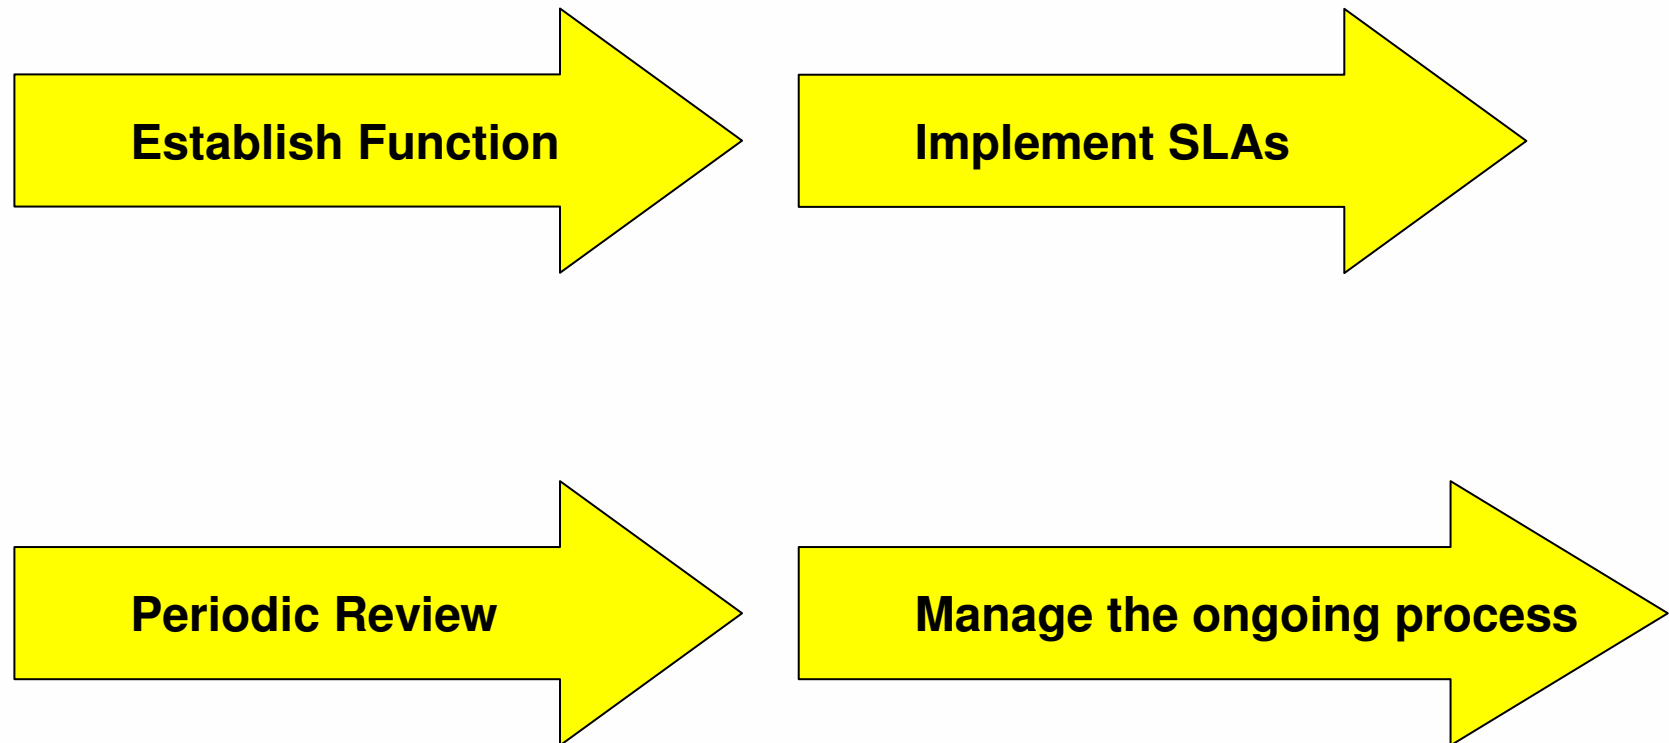 Establish Function
Implement SLAs
Periodic Review
Manage the ongoing process